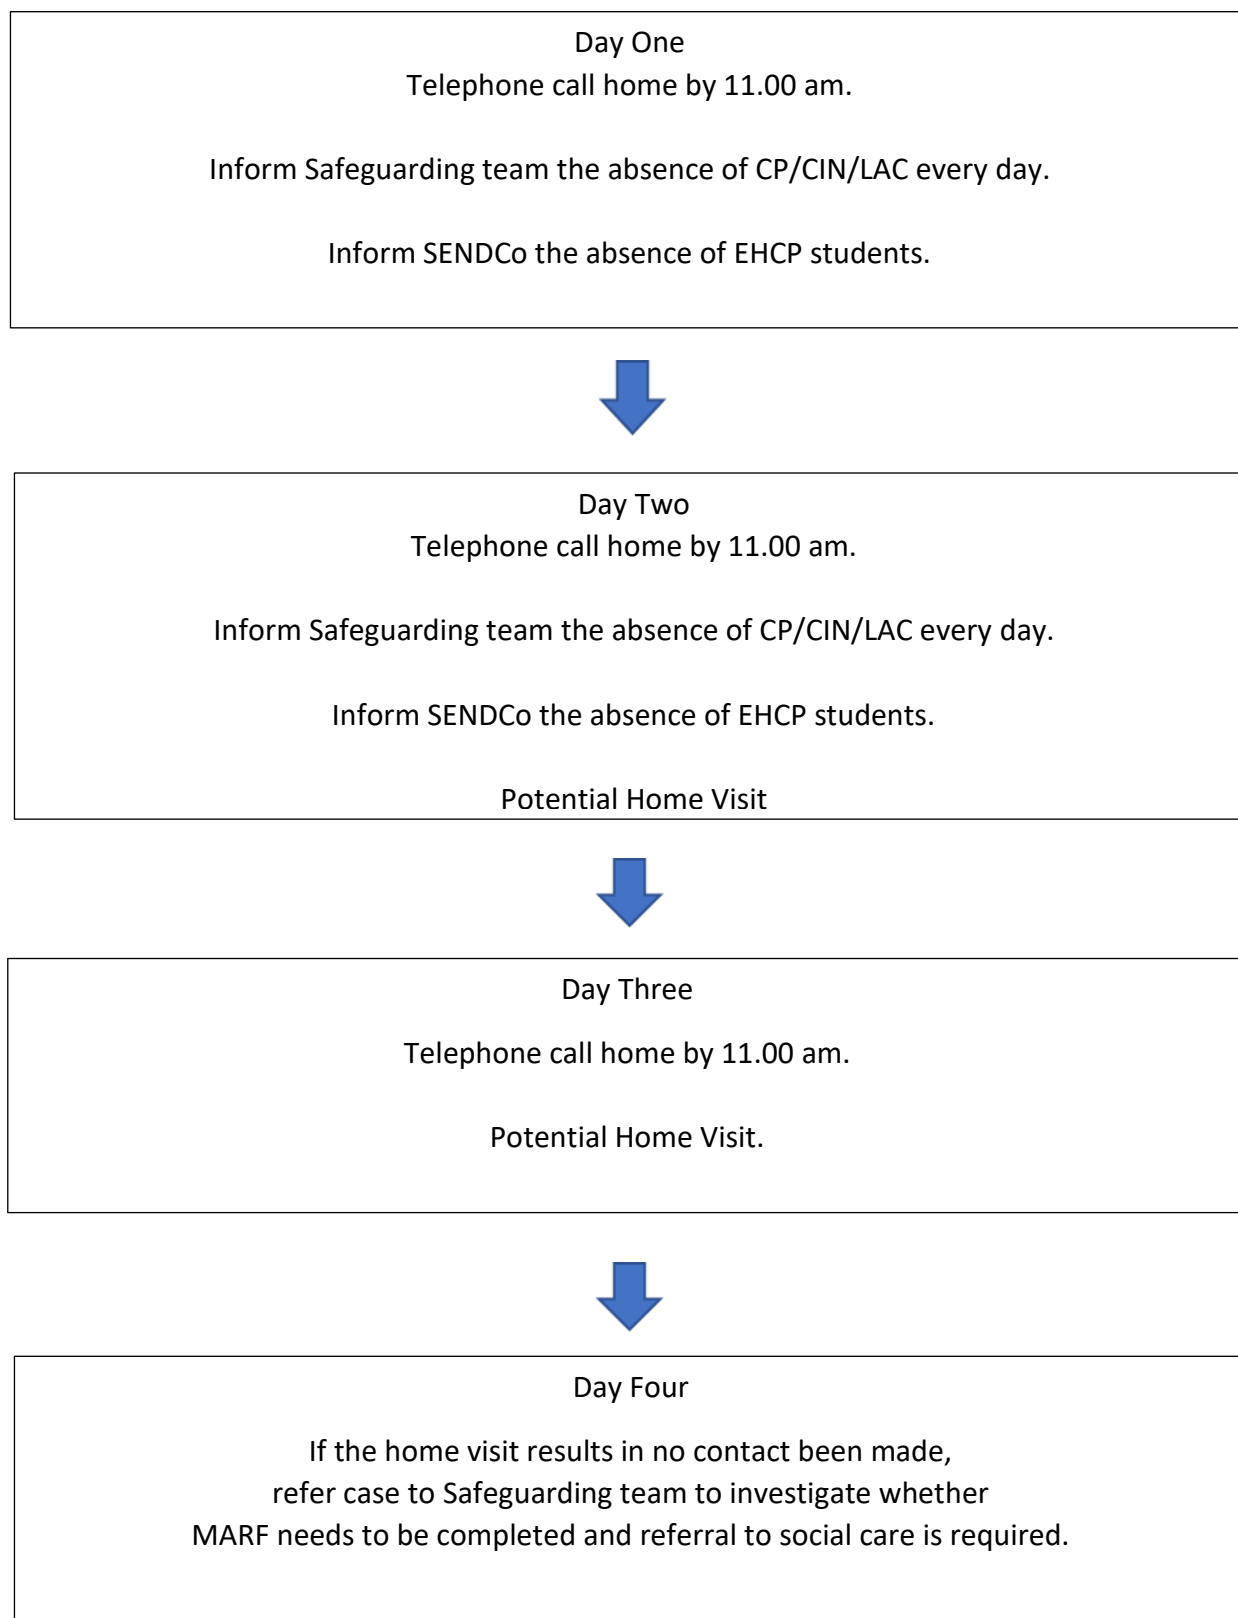 Day One
Telephone call home by 11.00 am.
Inform Safeguarding team the absence of CP/CIN/LAC every day.
Inform SENDCo the absence of EHCP students.
Day Two
Telephone call home by 11.00 am.
Inform Safeguarding team the absence of CP/CIN/LAC every day.
Inform SENDCo the absence of EHCP students.
Potential Home Visit
Day Three
Telephone call home by 11.00 am.
Potential Home Visit.
Day Four
If the home visit results in no contact been made,
refer case to Safeguarding team to investigate whether
MARF needs to be completed and referral to social care is required.